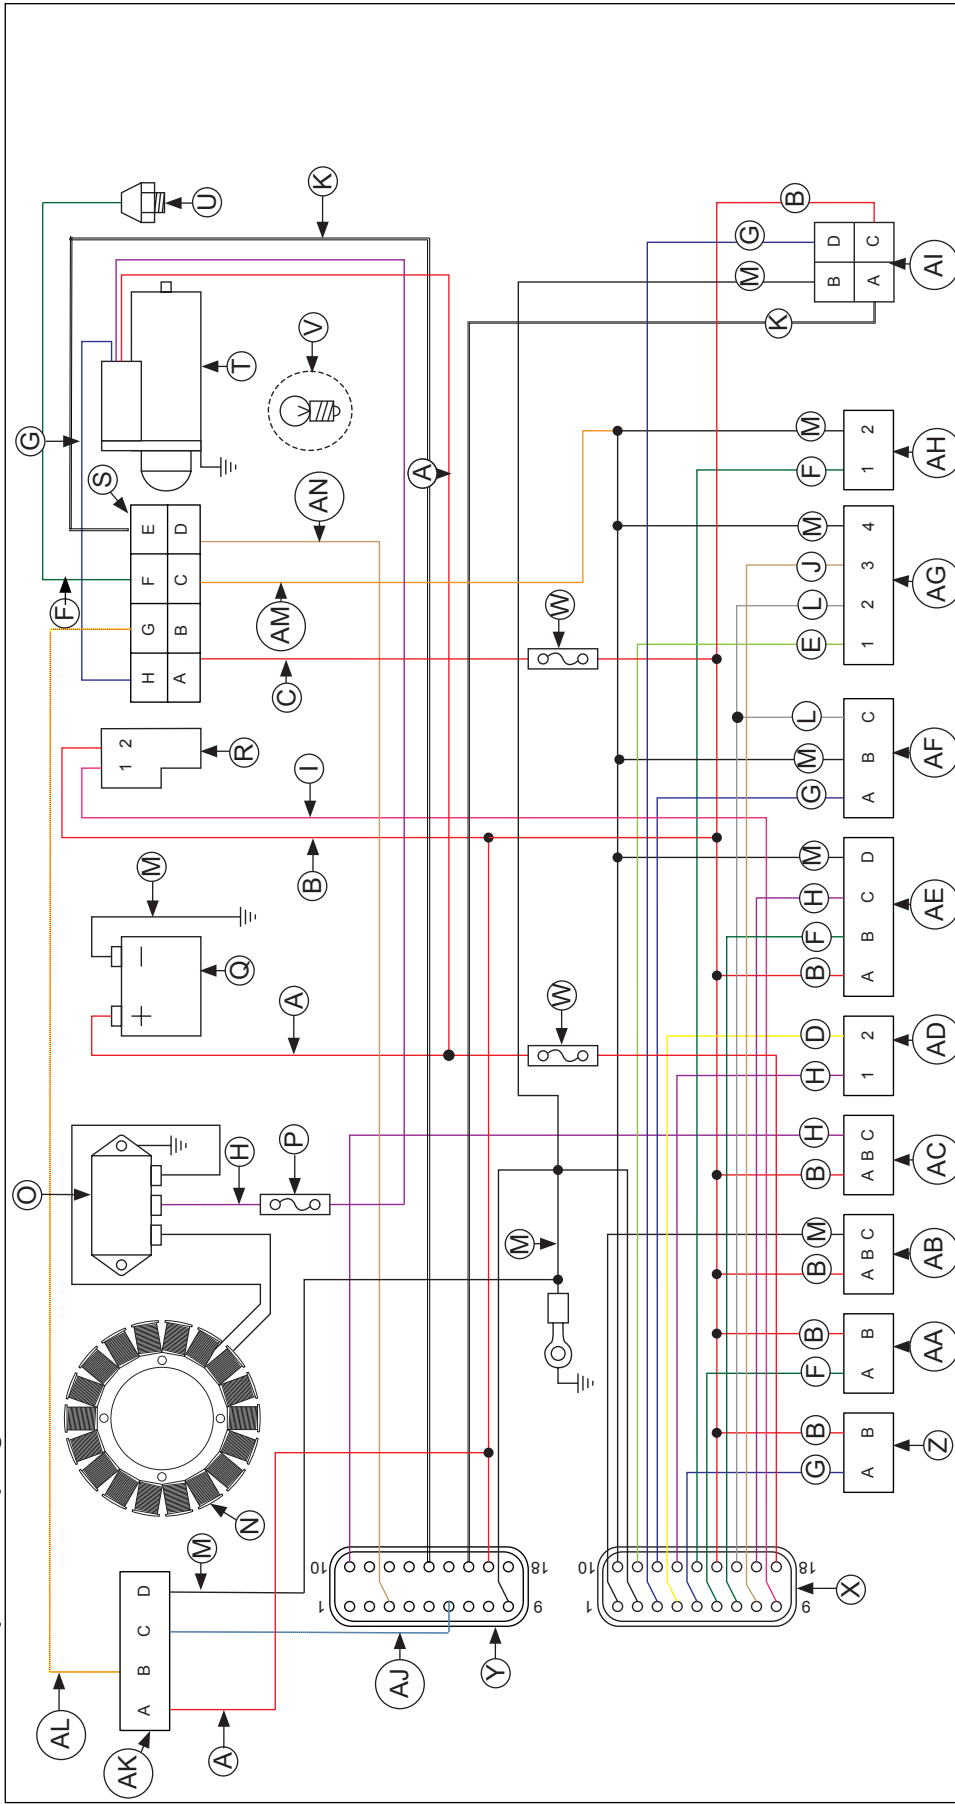 O
G
AL
F
S
AK
A B C D
M
H G F E
A B C D
1 2
+ −
M
K
U
A
M
N
H
Q
R
T
A
P
C
B
I
AM
AN
V
K
1 10
9 18
AJ
A
Y
M
W
W
1 10
9 18
X
M
G
B
K
G B
F B
B M
B H
H D
B F H M
G M L
E L J M
F M
B D
A C
A B
A B
A B C
A B C
1 2
A B C D
A B C
1 2 3 4
1 2
Z
AA
AB
AC
AD
AE
AF
AG
AH
AI